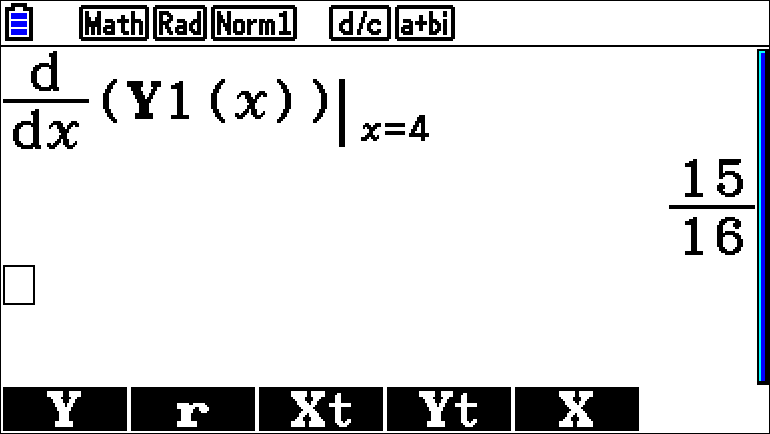 Math Rad Norm1 d/c a+bi
d/dx (Y1(x))|x=4
15/16
Y r Xt Yt X